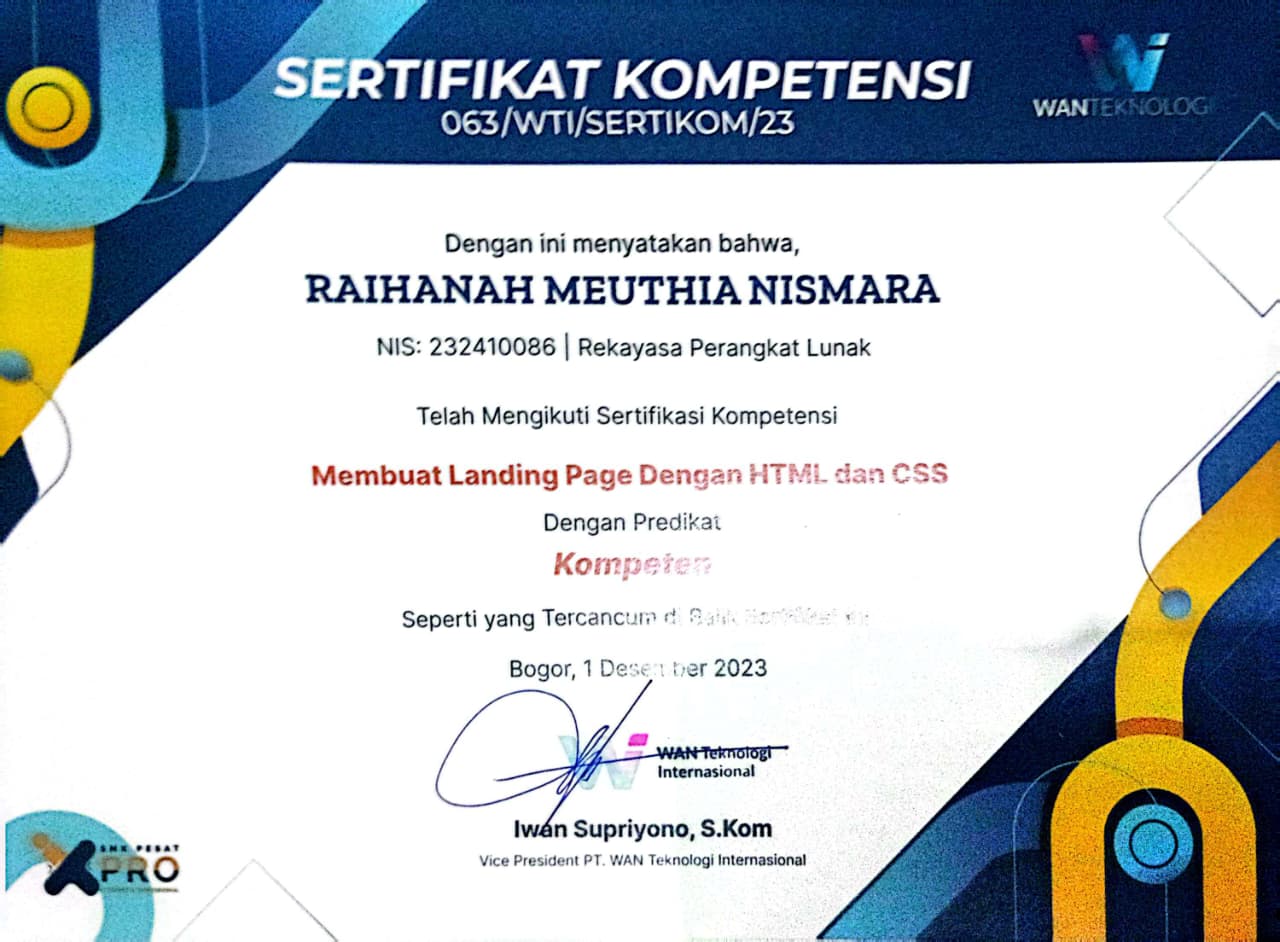 SERTIFIKAT KOMPETENSI
063/WTI/SERTIKOM/23
WANTEKNOLOGI
Dengan ini menyatakan bahwa,
RAIHANAH MEUTHIA NISMARA
NIS: 232410086 | Rekayasa Perangkat Lunak
Telah Mengikuti Sertifikasi Kompetensi
Membuat Landing Page Dengan HTML dan CSS
Dengan Predikat
Kompeten
Seperti yang Tercancum di
Bogor, 1 Desember 2023
WAN Teknologi
Internasional
Iwan Supriyono, S.Kom
Vice President PT. WAN Teknologi Internasional
SMK PESAT
XPRO